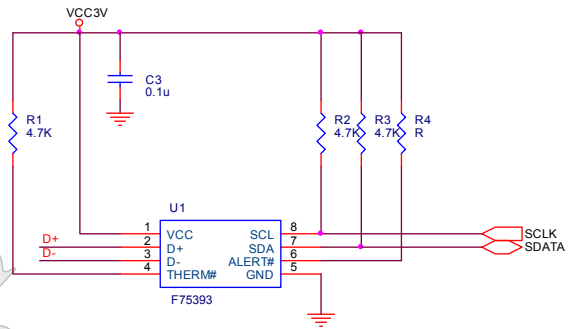 VCC3V
C3
0.1u
R1
4.7K
R2
4.7K
R3
4.7K
R4
R
U1
1 VCC SCL 8
D+ 2 D+ SDA 7
D- 3 D- ALERT# 6
4 THERM# GND 5
SCLK
SDATA
F75393